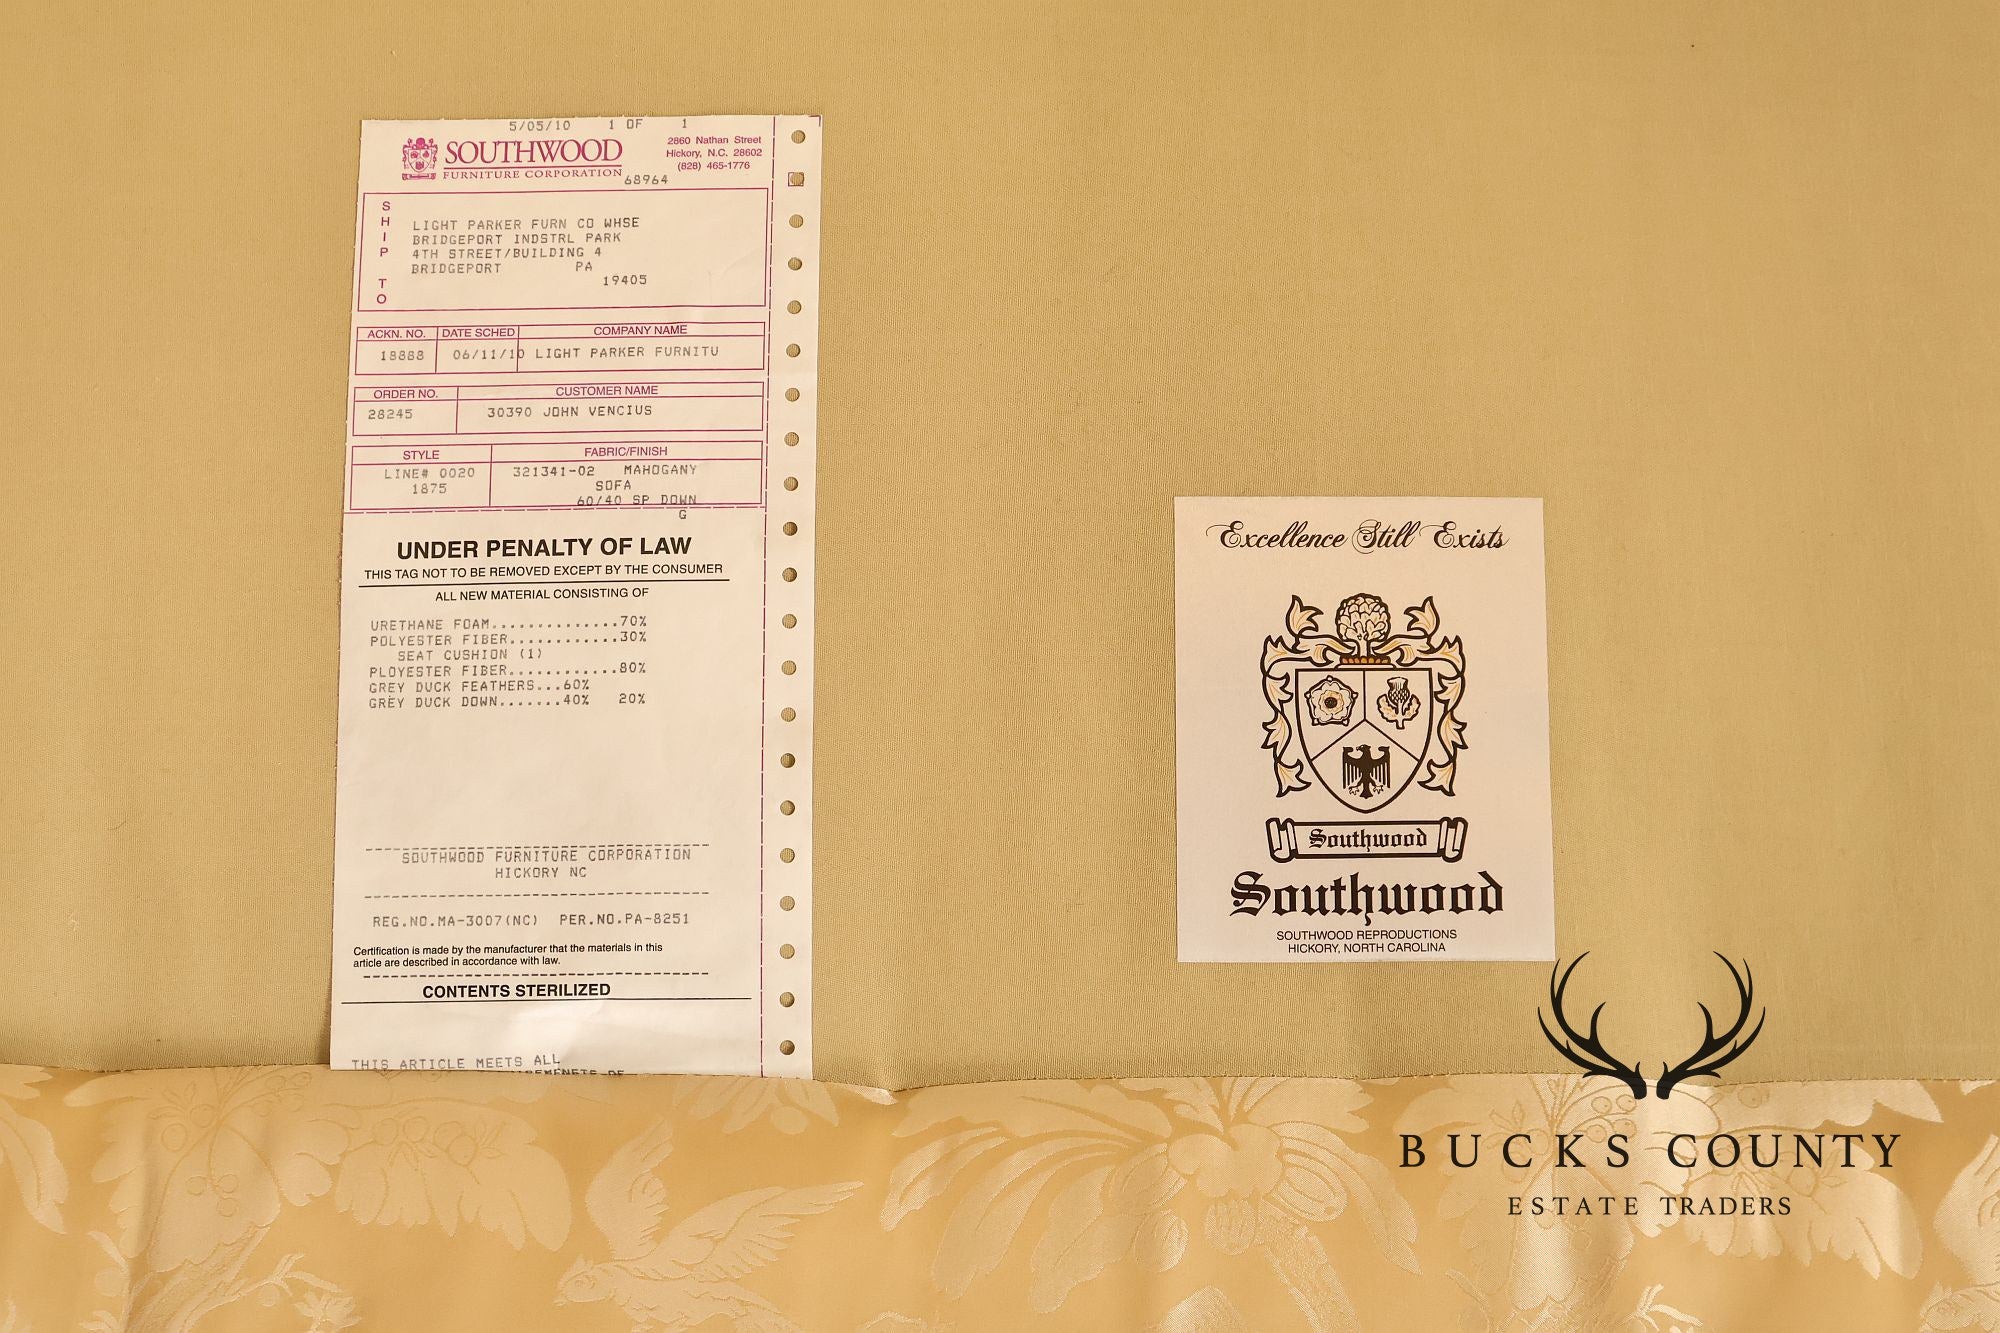 5/05/10 1 OF 1
SOUTHWOOD
FURNITURE CORPORATION
2860 Nathan Street
Hickory, N.C. 28602
(828) 465-1776
68964
SHIP TO
LIGHT PARKER FURN CO WHSE
BRIDGEPORT INDSTRL PARK
4TH STREET/BUILDING 4
BRIDGEPORT PA
19405
ACKN. NO. DATE SCHED COMPANY NAME
18888 06/11/10 LIGHT PARKER FURNITU
ORDER NO. CUSTOMER NAME
28245 30390 JOHN VENCIUS
STYLE FABRIC/FINISH
LINE# 0020 321341-02 MAHOGANY
1875 SOFA
60/40 SP DOWN
G
UNDER PENALTY OF LAW
THIS TAG NOT TO BE REMOVED EXCEPT BY THE CONSUMER
ALL NEW MATERIAL CONSISTING OF
URETHANE FOAM..............70%
POLYESTER FIBER............30%
SEAT CUSHION (1)
PLOYESTER FIBER............80%
GREY DUCK FEATHERS...60%
GREY DUCK DOWN.......40% 20%
SOUTHWOOD FURNITURE CORPORATION
HICKORY NC
REG.NO.MA-3007(NC) PER.NO.PA-8251
Certification is made by the manufacturer that the materials in this
article are described in accordance with law.
CONTENTS STERILIZED
THIS ARTICLE MEETS ALL
Excellence Still Exists
Southwood
Southwood
SOUTHWOOD REPRODUCTIONS
HICKORY, NORTH CAROLINA
BUCKS COUNTY
ESTATE TRADERS